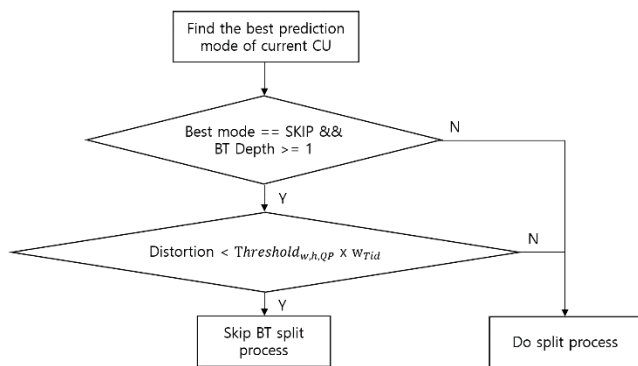 Find the best prediction
mode of current CU
Best mode == SKIP &&
BT Depth >= 1
N
Y
Distortion < Threshold_{w,h,QP} x w_{Tid}
N
Y
Skip BT split
process
Do split process